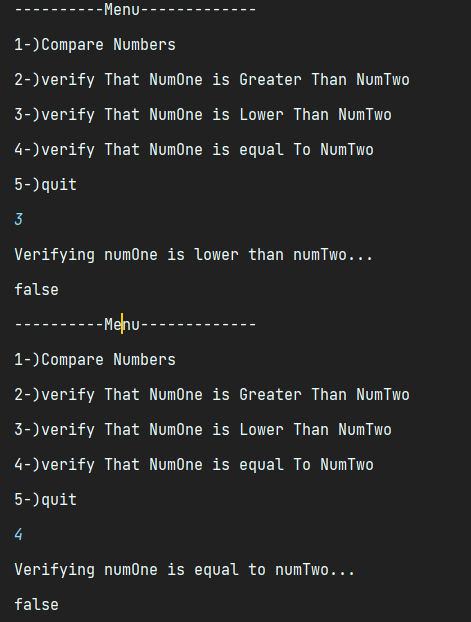 ----------Menu-------------
1-)Compare Numbers
2-)verify That NumOne is Greater Than NumTwo
3-)verify That NumOne is Lower Than NumTwo
4-)verify That NumOne is equal To NumTwo
5-)quit
3
Verifying numOne is lower than numTwo...
false
----------Menu-------------
1-)Compare Numbers
2-)verify That NumOne is Greater Than NumTwo
3-)verify That NumOne is Lower Than NumTwo
4-)verify That NumOne is equal To NumTwo
5-)quit
4
Verifying numOne is equal to numTwo...
false